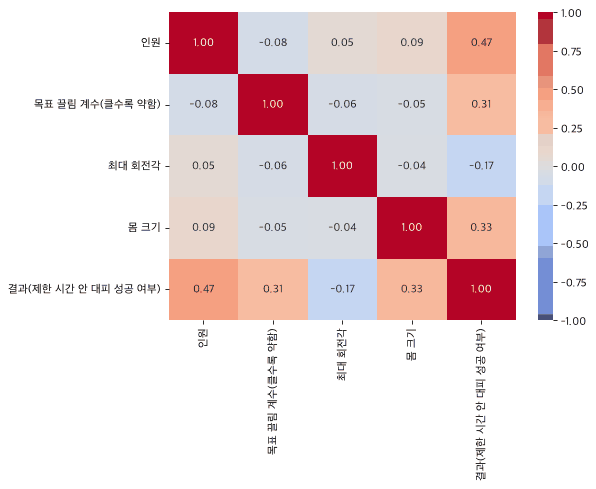 인원 1.00 -0.08 0.05 0.09 0.47
목표 끌림 계수(클수록 약함) -0.08 1.00 -0.06 -0.05 0.31
최대 회전각 0.05 -0.06 1.00 -0.04 -0.17
몸 크기 0.09 -0.05 -0.04 1.00 0.33
결과(제한 시간 안 대피 성공 여부) 0.47 0.31 -0.17 0.33 1.00
인원
목표 끌림 계수(클수록 약함)
최대 회전각
몸 크기
결과(제한 시간 안 대피 성공 여부)
1.00
0.75
0.50
0.25
0.00
-0.25
-0.50
-0.75
-1.00